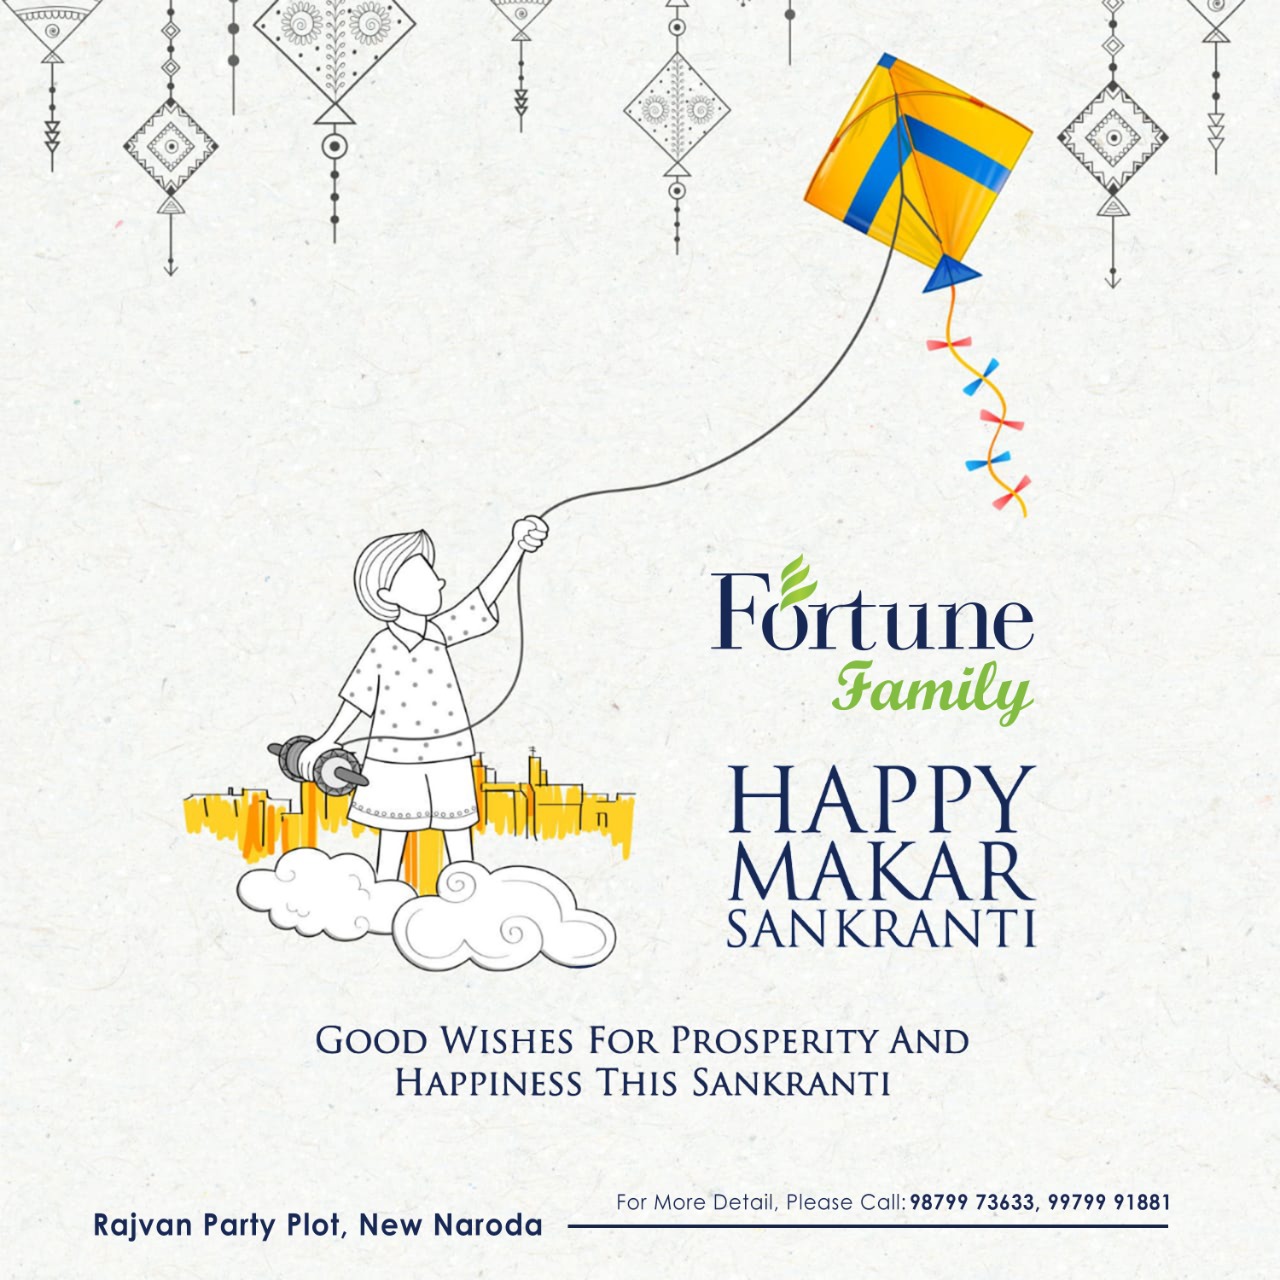 Fortune
Family
HAPPY
MAKAR
SANKRANTI
Good Wishes For Prosperity And
Happiness This Sankranti
For More Detail, Please Call: 98799 73633, 99799 91881
Rajvan Party Plot, New Naroda